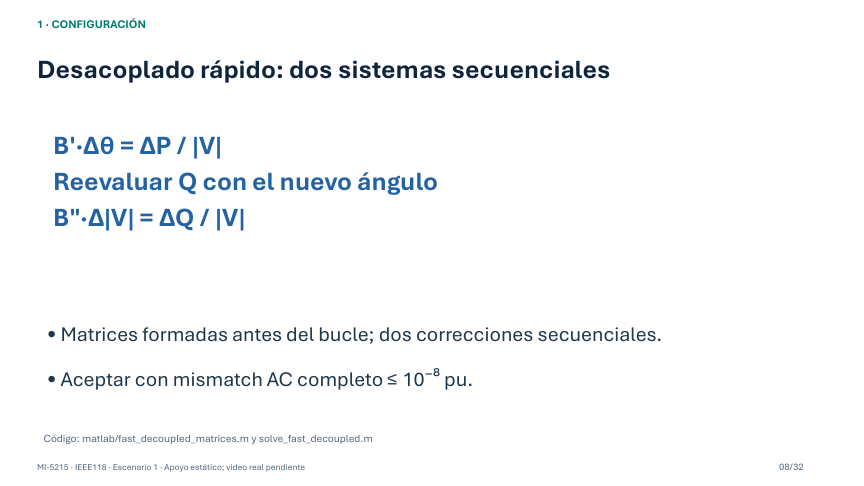 1 · CONFIGURACIÓN
Desacoplado rápido: dos sistemas secuenciales
B'·Δθ = ΔP / |V|
Reevaluar Q con el nuevo ángulo
B"·Δ|V| = ΔQ / |V|
• Matrices formadas antes del bucle; dos correcciones secuenciales.
• Aceptar con mismatch AC completo ≤ 10⁻⁸ pu.
Código: matlab/fast_decoupled_matrices.m y solve_fast_decoupled.m
MI-5215 · IEEE118 · Escenario 1 · Apoyo estático; video real pendiente
08/32